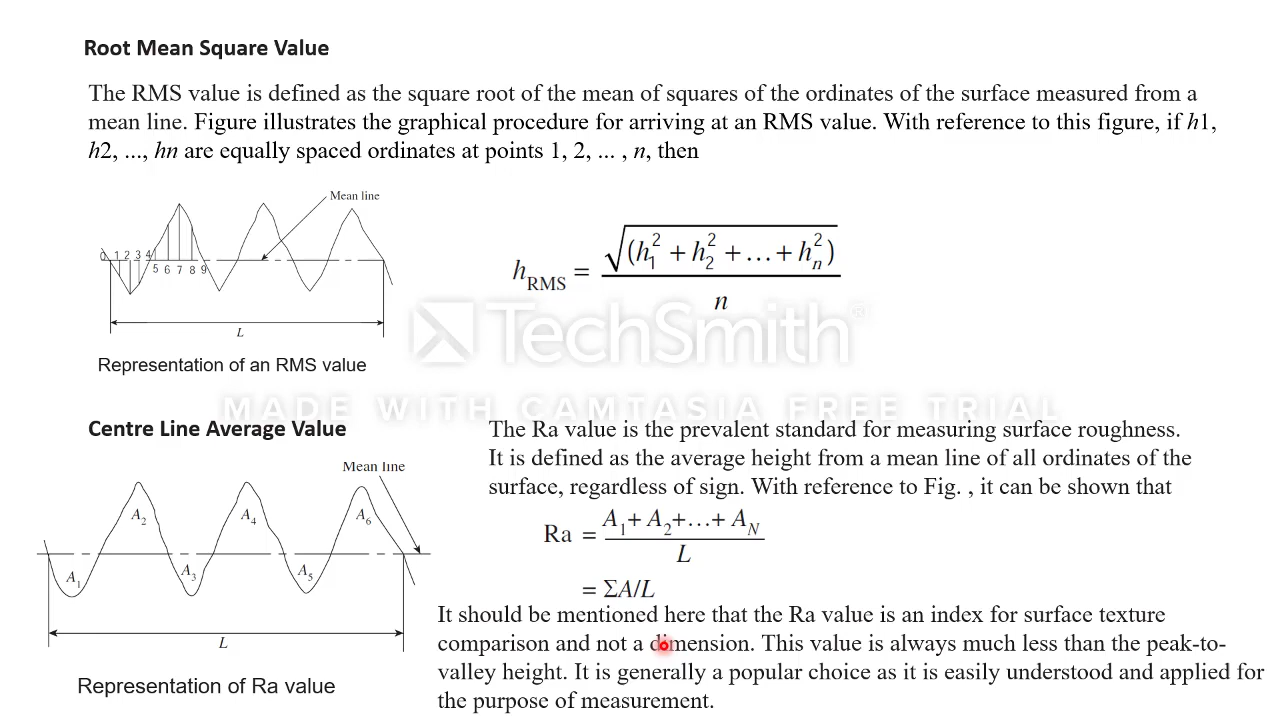 Root Mean Square Value
The RMS value is defined as the square root of the mean of squares of the ordinates of the surface measured from a
mean line. Figure illustrates the graphical procedure for arriving at an RMS value. With reference to this figure, if h1,
h2, ..., hn are equally spaced ordinates at points 1, 2, ... , n, then
Mean line
0 1 2 3 4
5 6 7 8 9
L
Representation of an RMS value
h_RMS = √(h₁² + h₂² + ... + hₙ²) / n
TechSmith®
MADE WITH CAMTASIA FREE TRIAL
Centre Line Average Value
Mean line
A₁ A₂ A₃ A₄ A₅ A₆
L
Representation of Ra value
The Ra value is the prevalent standard for measuring surface roughness.
It is defined as the average height from a mean line of all ordinates of the
surface, regardless of sign. With reference to Fig. , it can be shown that
Ra = A₁+ A₂+...+ A_N / L
= ΣA/L
It should be mentioned here that the Ra value is an index for surface texture
comparison and not a dimension. This value is always much less than the peak-to-
valley height. It is generally a popular choice as it is easily understood and applied for
the purpose of measurement.